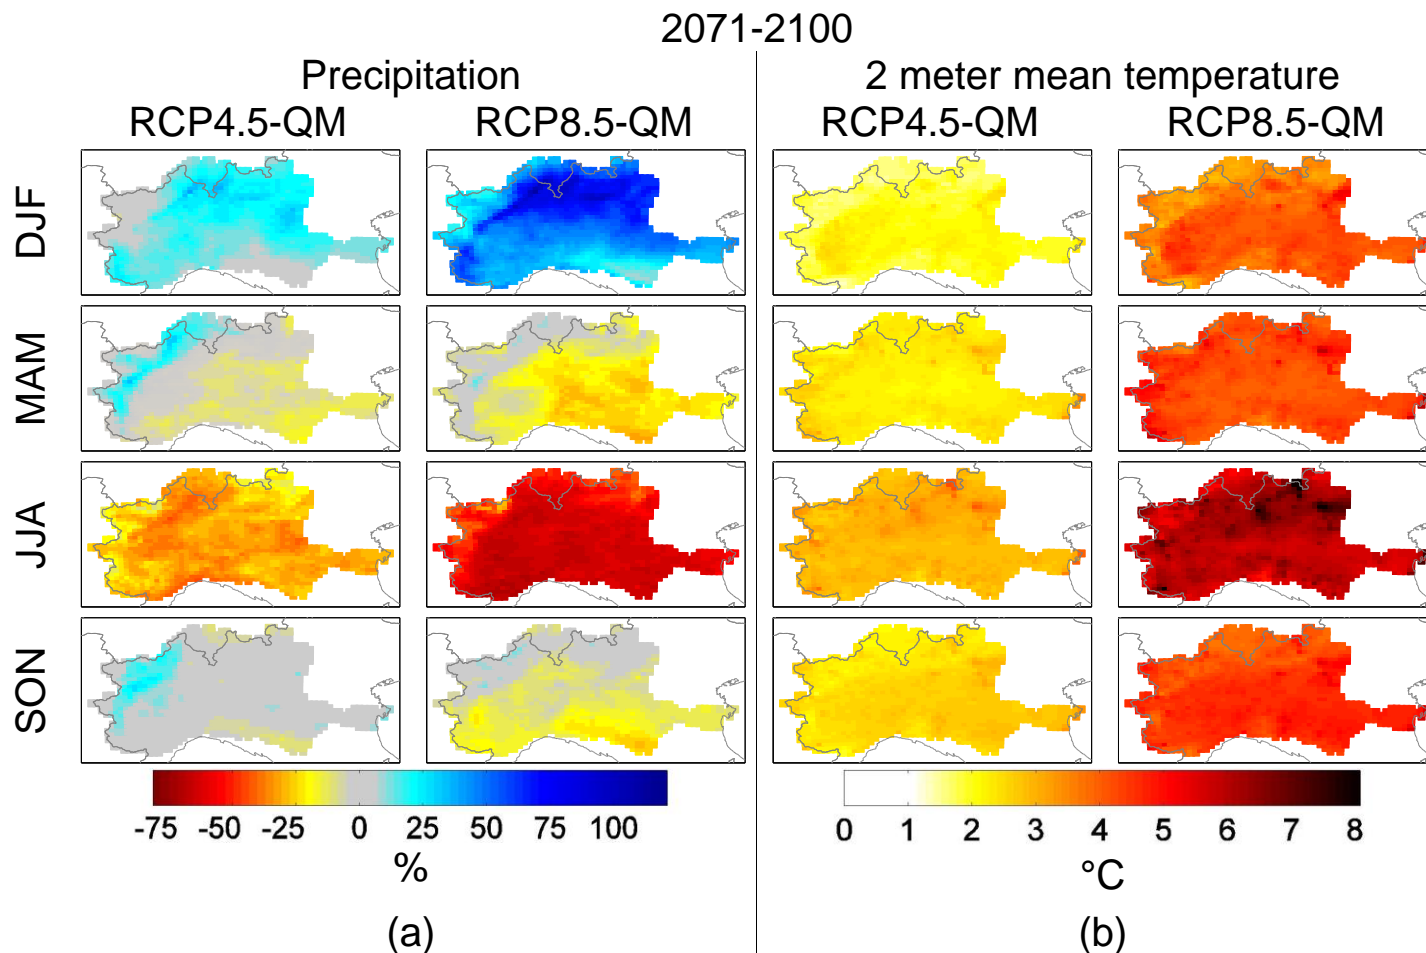 2071-2100
Precipitation
2 meter mean temperature
RCP4.5-QM
RCP8.5-QM
RCP4.5-QM
RCP8.5-QM
DJF
MAM
JJA
SON
-75 -50 -25 0 25 50 75 100
0 1 2 3 4 5 6 7 8
%
°C
(a)
(b)